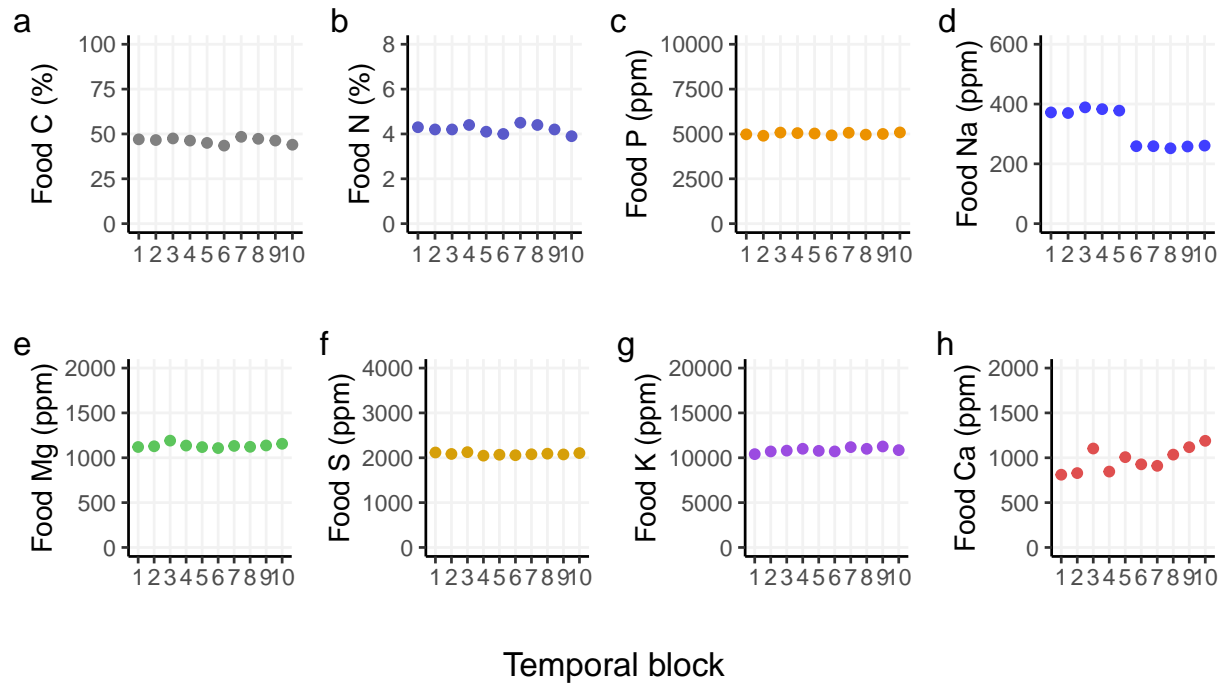 a
Food C (%)
100
75
50
25
0
1 2 3 4 5 6 7 8 9 10
b
Food N (%)
8
6
4
2
0
1 2 3 4 5 6 7 8 9 10
c
Food P (ppm)
10000
7500
5000
2500
0
1 2 3 4 5 6 7 8 9 10
d
Food Na (ppm)
600
400
200
0
1 2 3 4 5 6 7 8 9 10
e
Food Mg (ppm)
2000
1500
1000
500
0
1 2 3 4 5 6 7 8 9 10
f
Food S (ppm)
4000
3000
2000
1000
0
1 2 3 4 5 6 7 8 9 10
g
Food K (ppm)
20000
15000
10000
5000
0
1 2 3 4 5 6 7 8 9 10
h
Food Ca (ppm)
2000
1500
1000
500
0
1 2 3 4 5 6 7 8 9 10
Temporal block